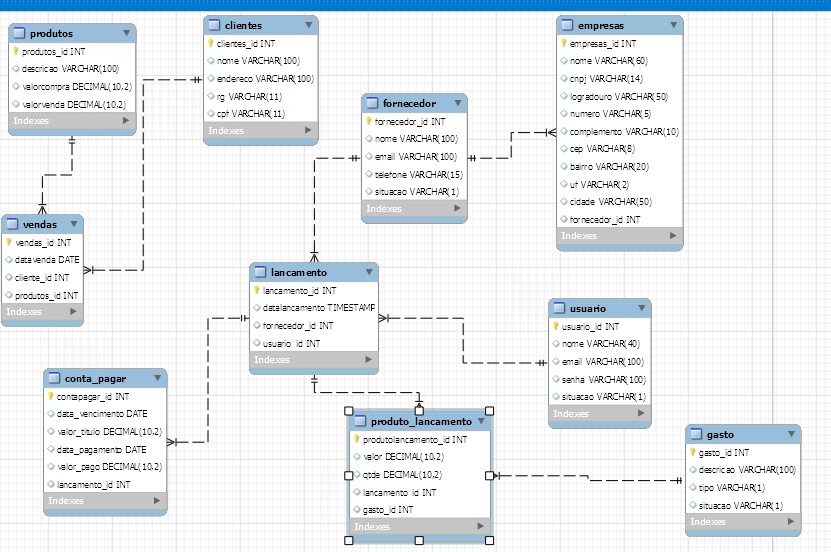 produtos
produtos_id INT
descricao VARCHAR(100)
valorcompra DECIMAL(10,2)
valorvenda DECIMAL(10,2)
Indexes
clientes
clientes_id INT
nome VARCHAR(100)
endereco VARCHAR(100)
rg VARCHAR(11)
cpf VARCHAR(11)
Indexes
fornecedor
fornecedor_id INT
nome VARCHAR(100)
email VARCHAR(100)
telefone VARCHAR(15)
situacao VARCHAR(1)
Indexes
empresas
empresas_id INT
nome VARCHAR(60)
cnpj VARCHAR(14)
logradouro VARCHAR(50)
numero VARCHAR(5)
complemento VARCHAR(10)
cep VARCHAR(8)
bairro VARCHAR(20)
uf VARCHAR(2)
cidade VARCHAR(50)
fornecedor_id INT
Indexes
vendas
vendas_id INT
datavenda DATE
cliente_id INT
produtos_id INT
Indexes
lancamento
lancamento_id INT
datalancamento TIMESTAMP
fornecedor_id INT
usuario_id INT
Indexes
usuario
usuario_id INT
nome VARCHAR(40)
email VARCHAR(100)
senha VARCHAR(100)
situacao VARCHAR(1)
Indexes
conta_pagar
contapagar_id INT
data_vencimento DATE
valor_titulo DECIMAL(10,2)
data_pagamento DATE
valor_pago DECIMAL(10,2)
lancamento_id INT
Indexes
produto_lancamento
produtolancamento_id INT
valor DECIMAL(10,2)
qtde DECIMAL(10,2)
lancamento_id INT
gasto_id INT
Indexes
gasto
gasto_id INT
descricao VARCHAR(100)
tipo VARCHAR(1)
situacao VARCHAR(1)
Indexes